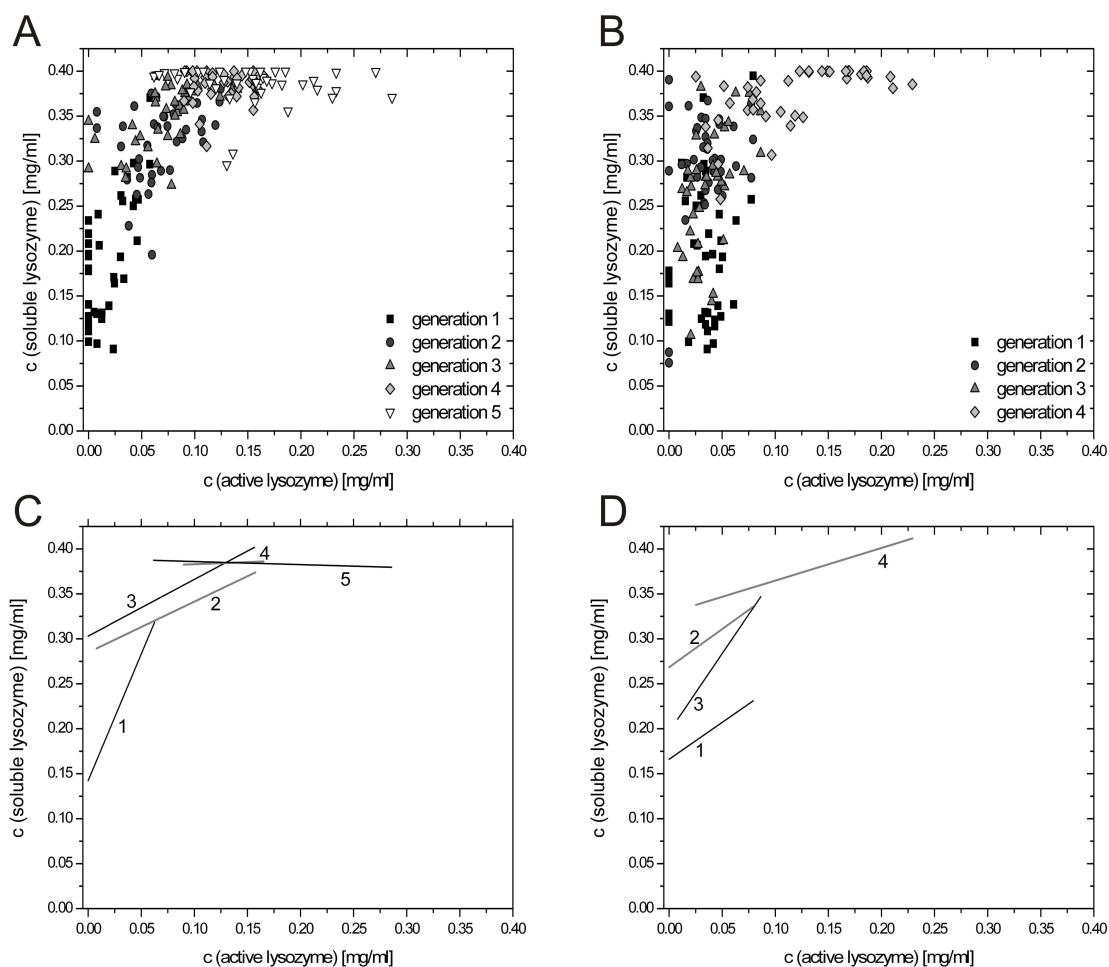 A
c (soluble lysozyme) [mg/ml]
0.40
0.35
0.30
0.25
0.20
0.15
0.10
0.05
0.00
generation 1
generation 2
generation 3
generation 4
generation 5
0.00 0.05 0.10 0.15 0.20 0.25 0.30 0.35 0.40
c (active lysozyme) [mg/ml]
B
c (soluble lysozyme) [mg/ml]
0.40
0.35
0.30
0.25
0.20
0.15
0.10
0.05
0.00
generation 1
generation 2
generation 3
generation 4
0.00 0.05 0.10 0.15 0.20 0.25 0.30 0.35 0.40
c (active lysozyme) [mg/ml]
C
c (soluble lysozyme) [mg/ml]
0.40
0.35
0.30
0.25
0.20
0.15
0.10
0.05
0.00
4
5
3
2
1
0.00 0.05 0.10 0.15 0.20 0.25 0.30 0.35 0.40
c (active lysozyme) [mg/ml]
D
c (soluble lysozyme) [mg/ml]
0.40
0.35
0.30
0.25
0.20
0.15
0.10
0.05
0.00
4
2
3
1
0.00 0.05 0.10 0.15 0.20 0.25 0.30 0.35 0.40
c (active lysozyme) [mg/ml]